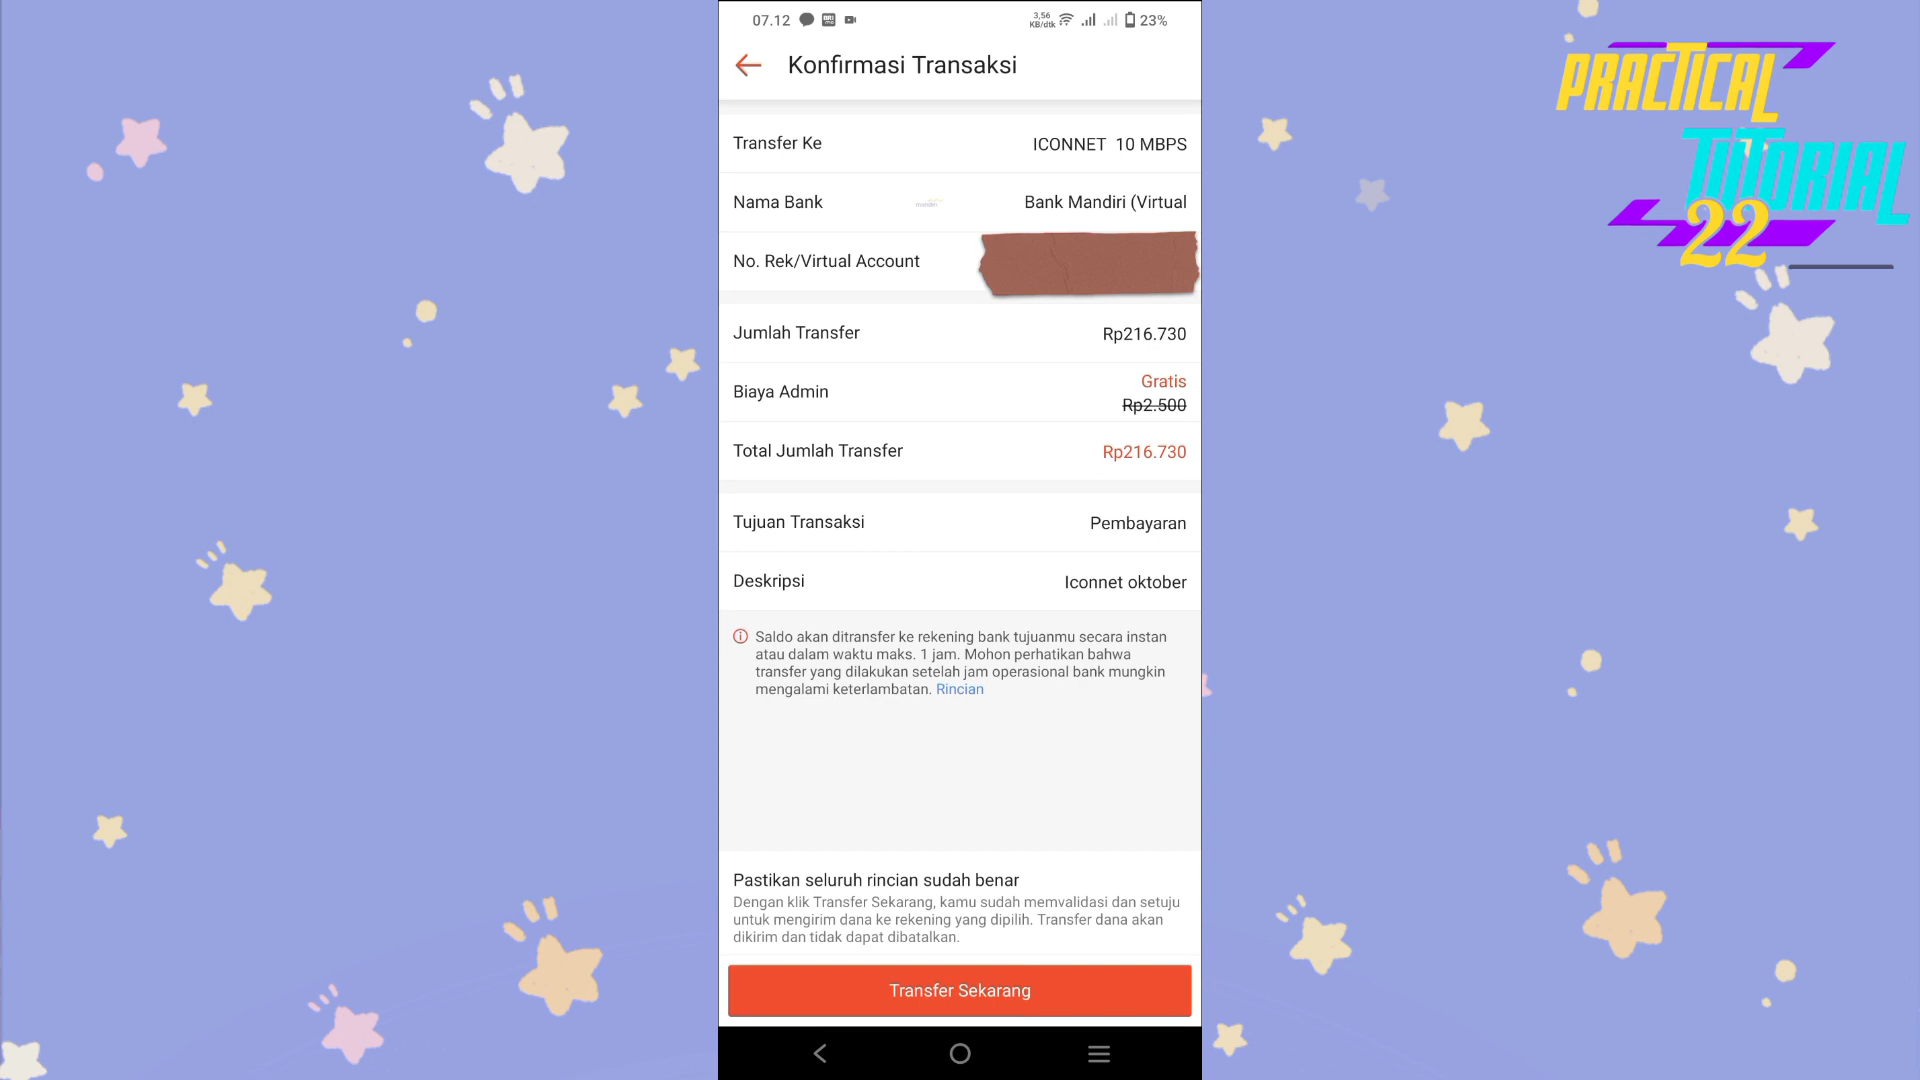 07.12
3,56
KB/dtk
23%
Konfirmasi Transaksi
Transfer Ke
ICONNET 10 MBPS
Nama Bank
mandiri
Bank Mandiri (Virtual
No. Rek/Virtual Account
Jumlah Transfer
Rp216.730
Biaya Admin
Gratis
Rp2.500
Total Jumlah Transfer
Rp216.730
Tujuan Transaksi
Pembayaran
Deskripsi
Iconnet oktober
Saldo akan ditransfer ke rekening bank tujuanmu secara instan
atau dalam waktu maks. 1 jam. Mohon perhatikan bahwa
transfer yang dilakukan setelah jam operasional bank mungkin
mengalami keterlambatan. Rincian
Pastikan seluruh rincian sudah benar
Dengan klik Transfer Sekarang, kamu sudah memvalidasi dan setuju
untuk mengirim dana ke rekening yang dipilih. Transfer dana akan
dikirim dan tidak dapat dibatalkan.
Transfer Sekarang
PRACTICAL
TUTORIAL
22